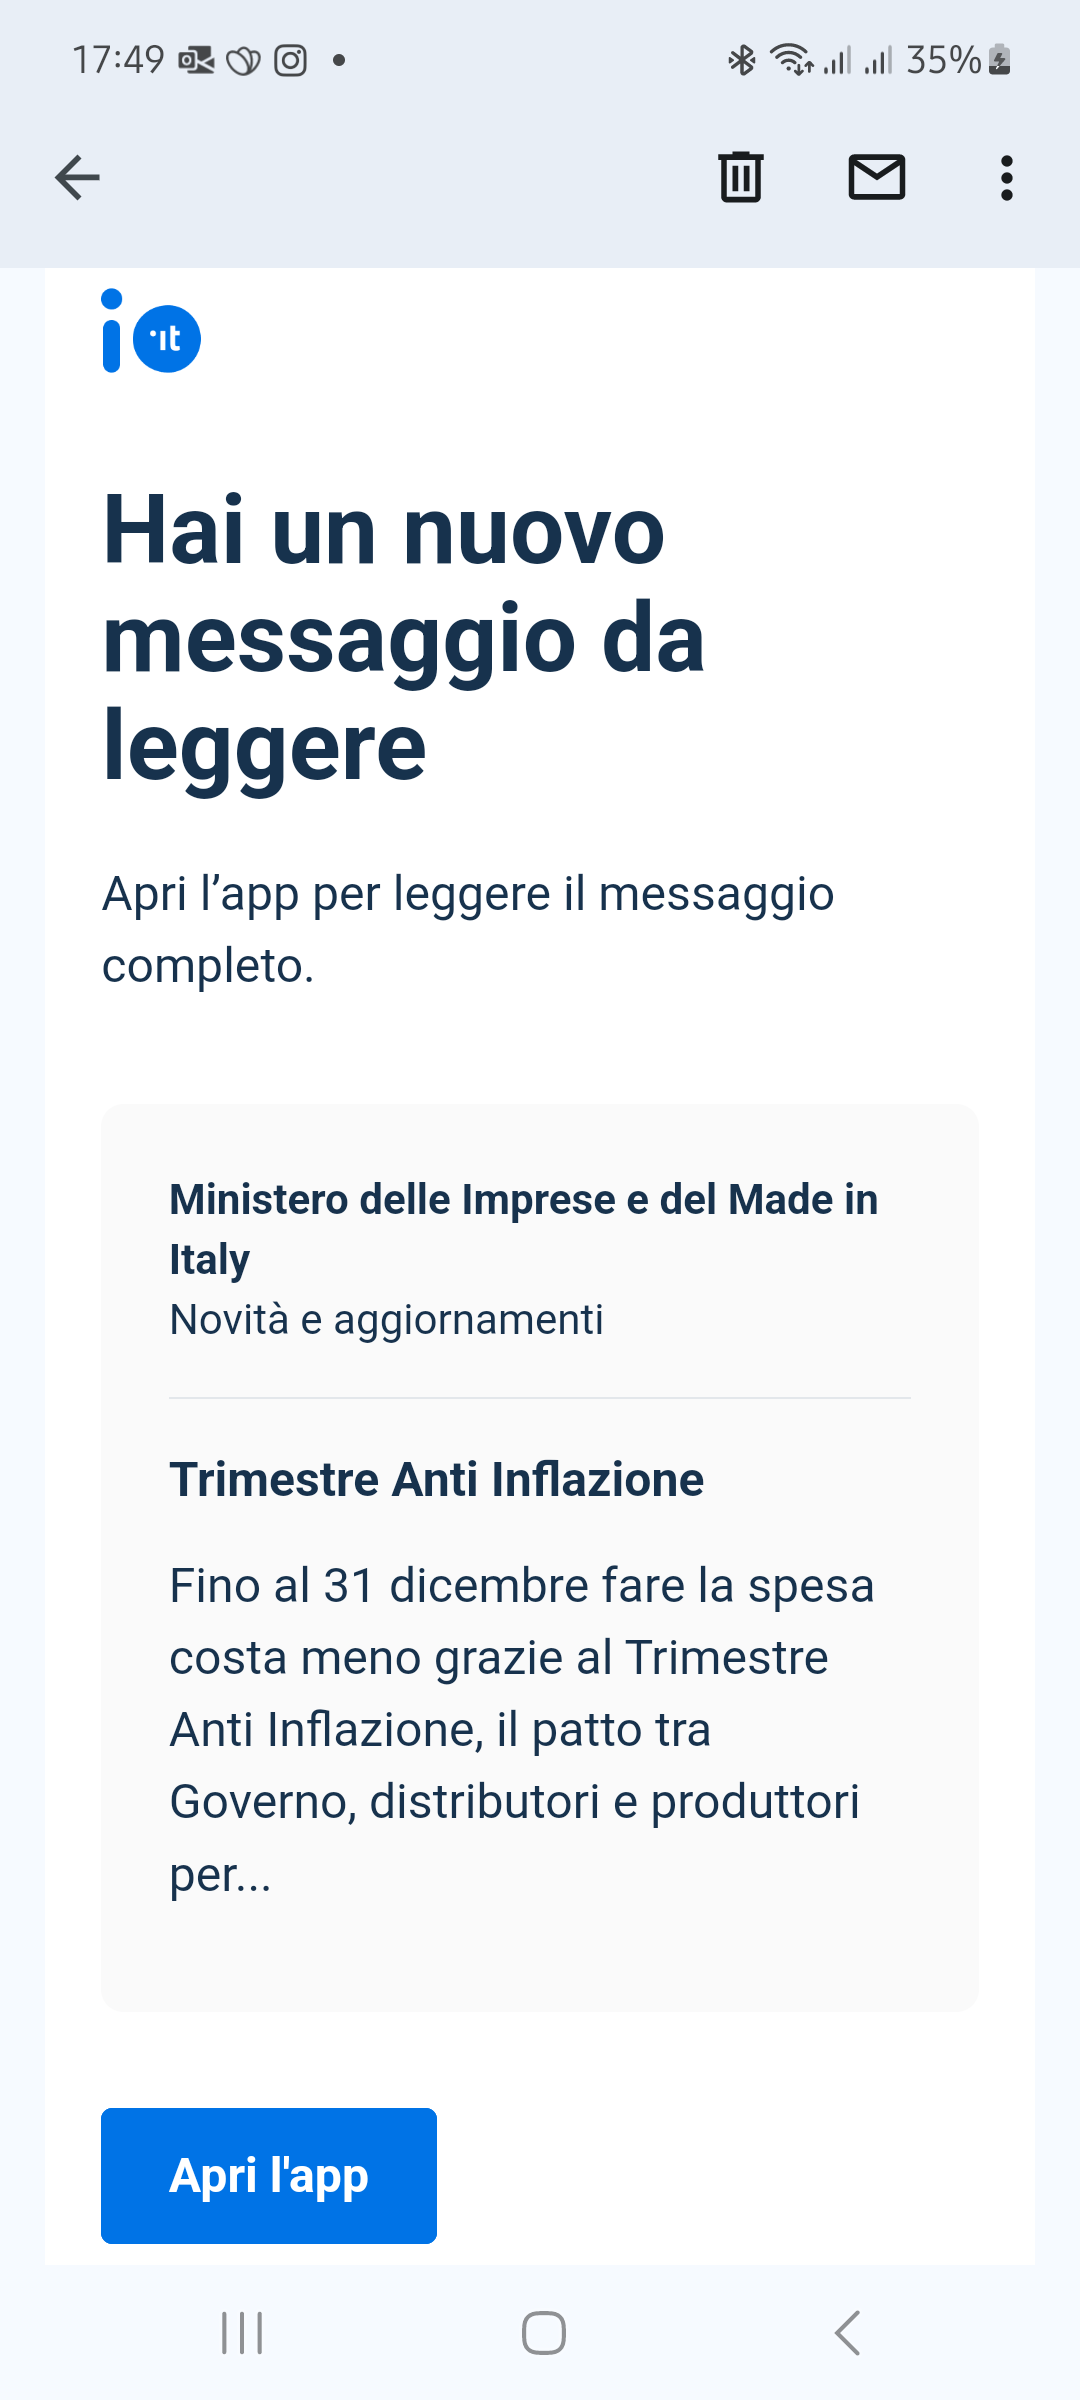 17:49
35%
io it
Hai un nuovo
messaggio da
leggere
Apri l’app per leggere il messaggio
completo.
Ministero delle Imprese e del Made in
Italy
Novità e aggiornamenti
Trimestre Anti Inflazione
Fino al 31 dicembre fare la spesa
costa meno grazie al Trimestre
Anti Inflazione, il patto tra
Governo, distributori e produttori
per...
Apri l'app